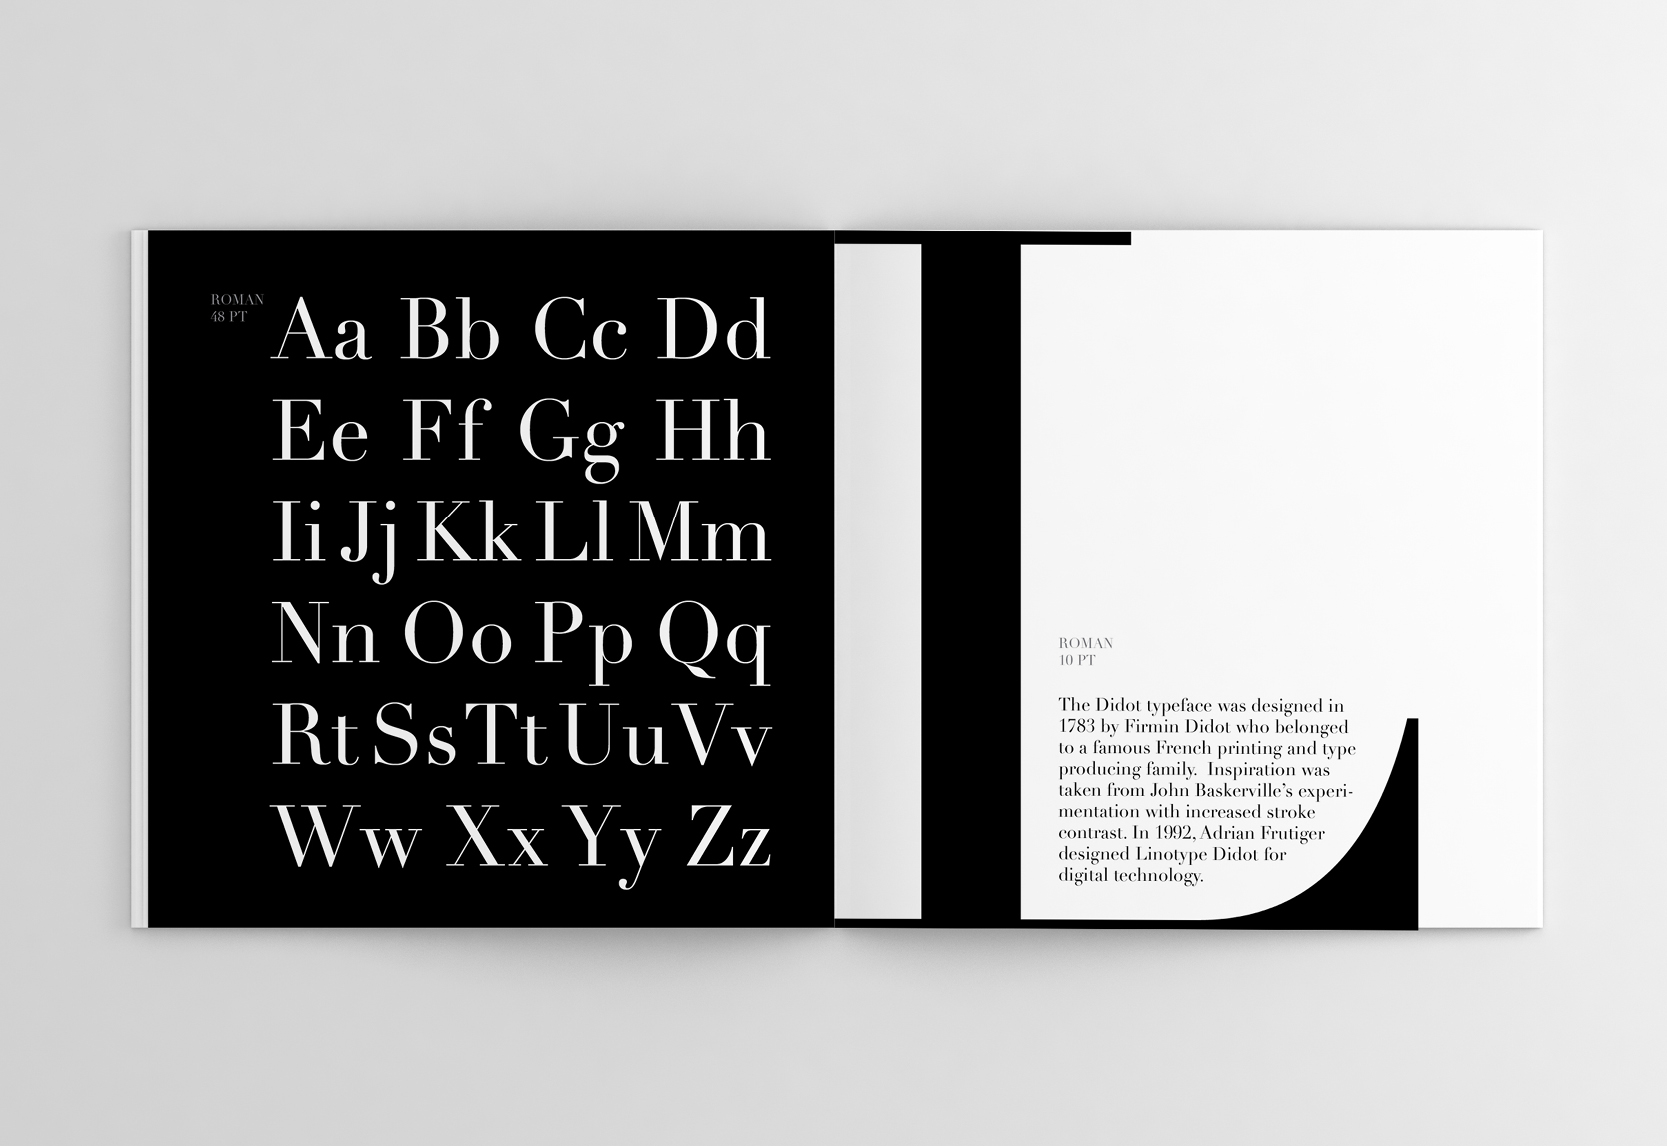 ROMAN
48 PT
Aa Bb Cc Dd
Ee Ff Gg Hh
Ii Jj Kk Ll Mm
Nn Oo Pp Qq
Rt Ss Tt Uu Vv
Ww Xx Yy Zz
L
ROMAN
10 PT
The Didot typeface was designed in
1783 by Firmin Didot who belonged
to a famous French printing and type
producing family.  Inspiration was
taken from John Baskerville’s experi-
mentation with increased stroke
contrast. In 1992, Adrian Frutiger
designed Linotype Didot for
digital technology.